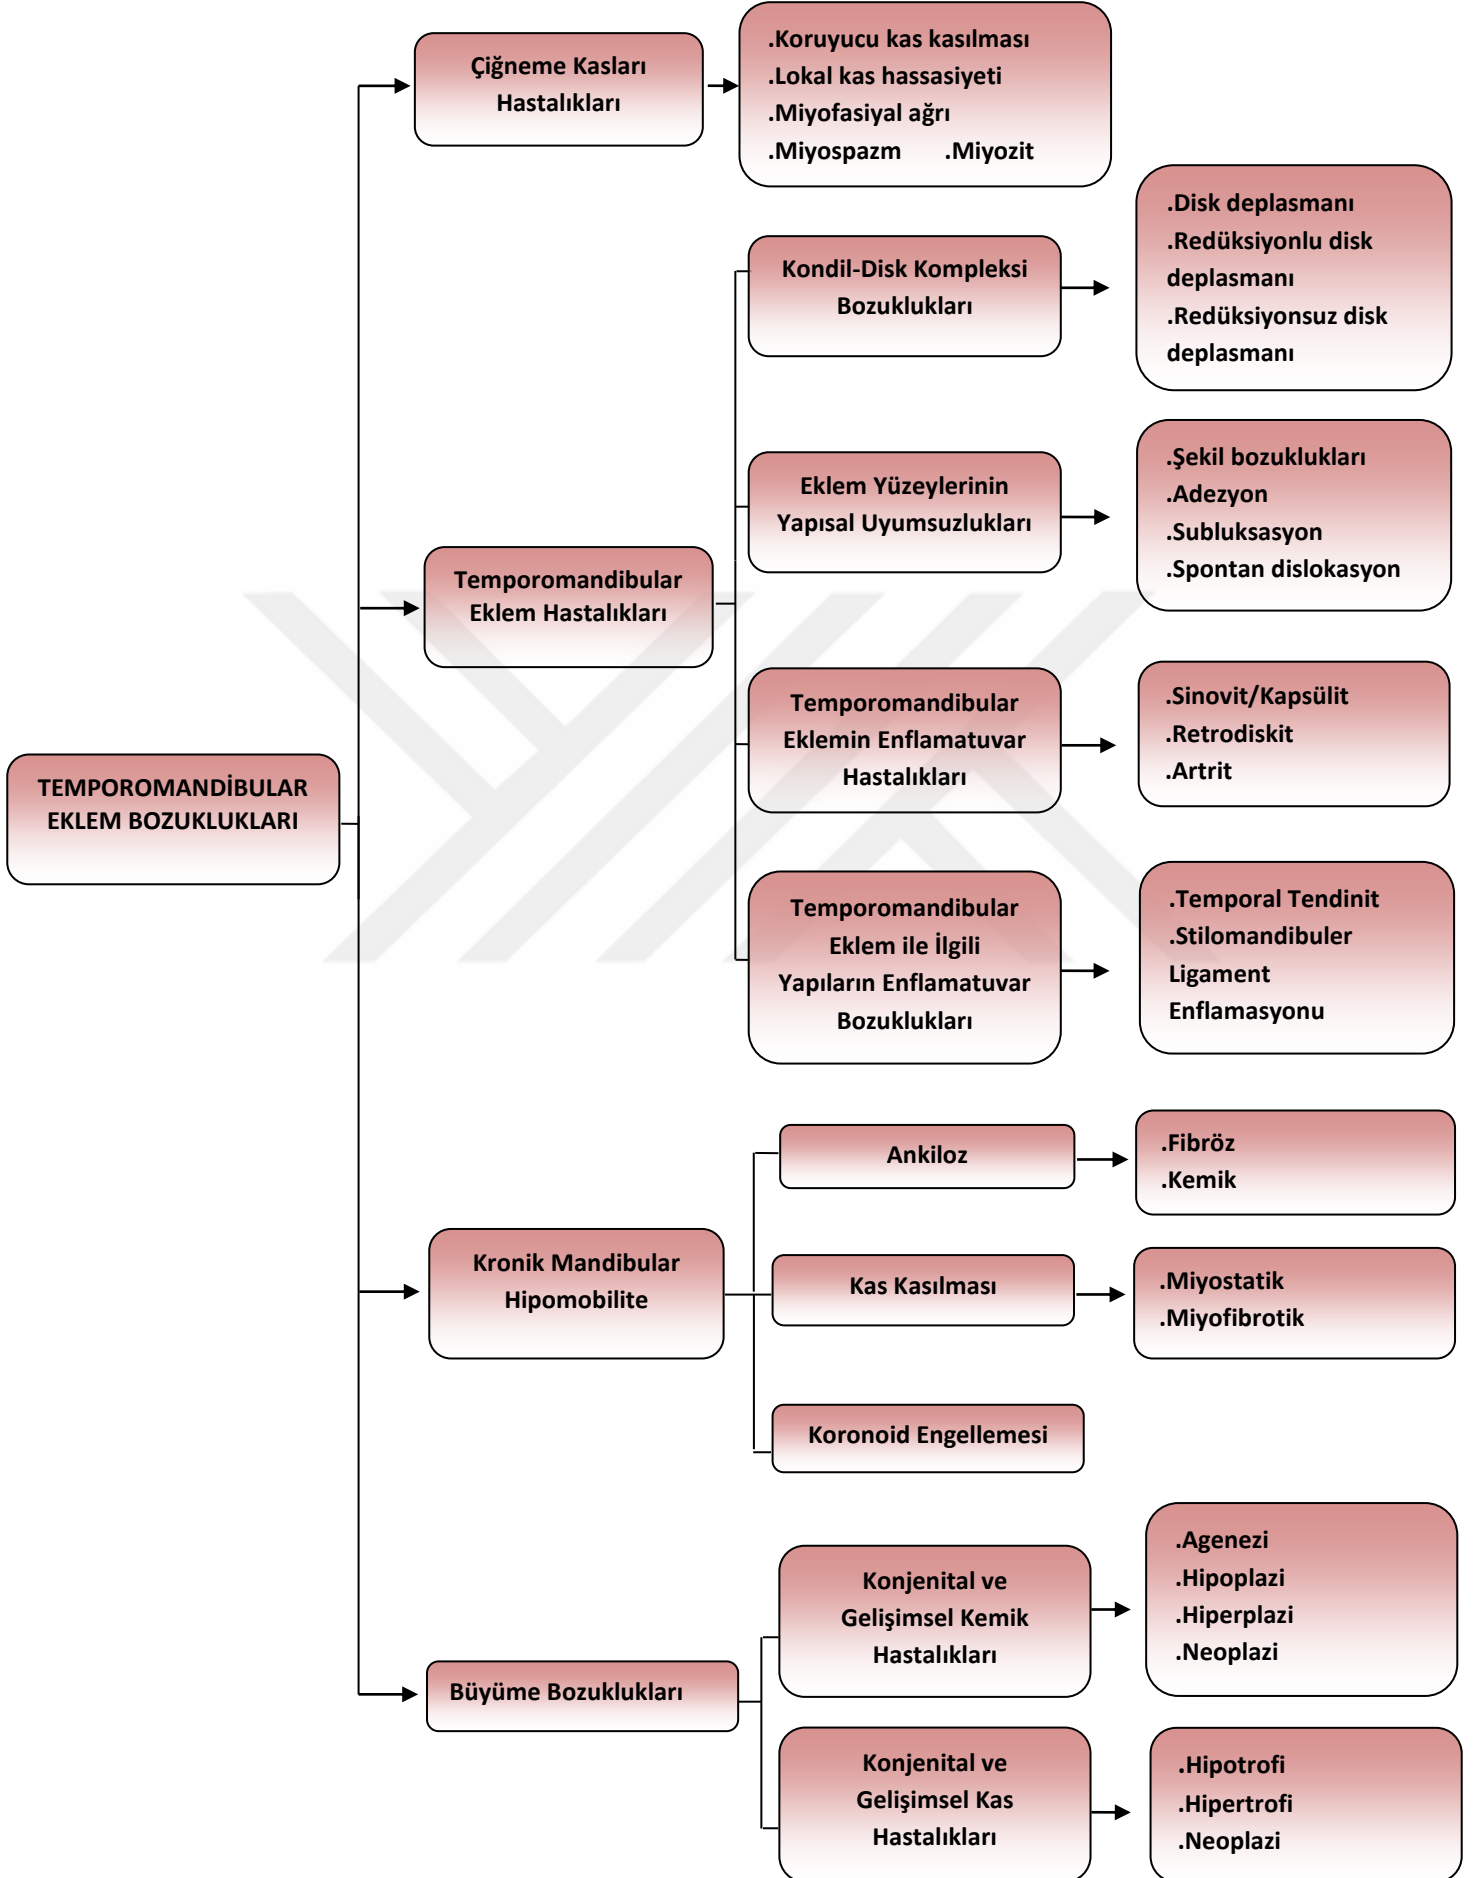 Çiğneme Kasları
Hastalıkları
.Koruyucu kas kasılması
.Lokal kas hassasiyeti
.Miyofasiyal ağrı
.Miyospazm .Miyozit
Kondil-Disk Kompleksi
Bozuklukları
.Disk deplasmanı
.Redüksiyonlu disk
deplasmanı
.Redüksiyonsuz disk
deplasmanı
Eklem Yüzeylerinin
Yapısal Uyumsuzlukları
.Şekil bozuklukları
.Adezyon
.Subluksasyon
.Spontan dislokasyon
Temporomandibular
Eklem Hastalıkları
Temporomandibular
Eklemin Enflamatuvar
Hastalıkları
.Sinovit/Kapsülit
.Retrodiskit
.Artrit
TEMPOROMANDİBULAR
EKLEM BOZUKLUKLARI
Temporomandibular
Eklem ile İlgili
Yapıların Enflamatuvar
Bozuklukları
.Temporal Tendinit
.Stilomandibuler
Ligament
Enflamasyonu
Ankiloz
.Fibröz
.Kemik
Kronik Mandibular
Hipomobilite
Kas Kasılması
.Miyostatik
.Miyofibrotik
Koronoid Engellemesi
Konjenital ve
Gelişimsel Kemik
Hastalıkları
.Agenezi
.Hipoplazi
.Hiperplazi
.Neoplazi
Büyüme Bozuklukları
Konjenital ve
Gelişimsel Kas
Hastalıkları
.Hipotrofi
.Hipertrofi
.Neoplazi